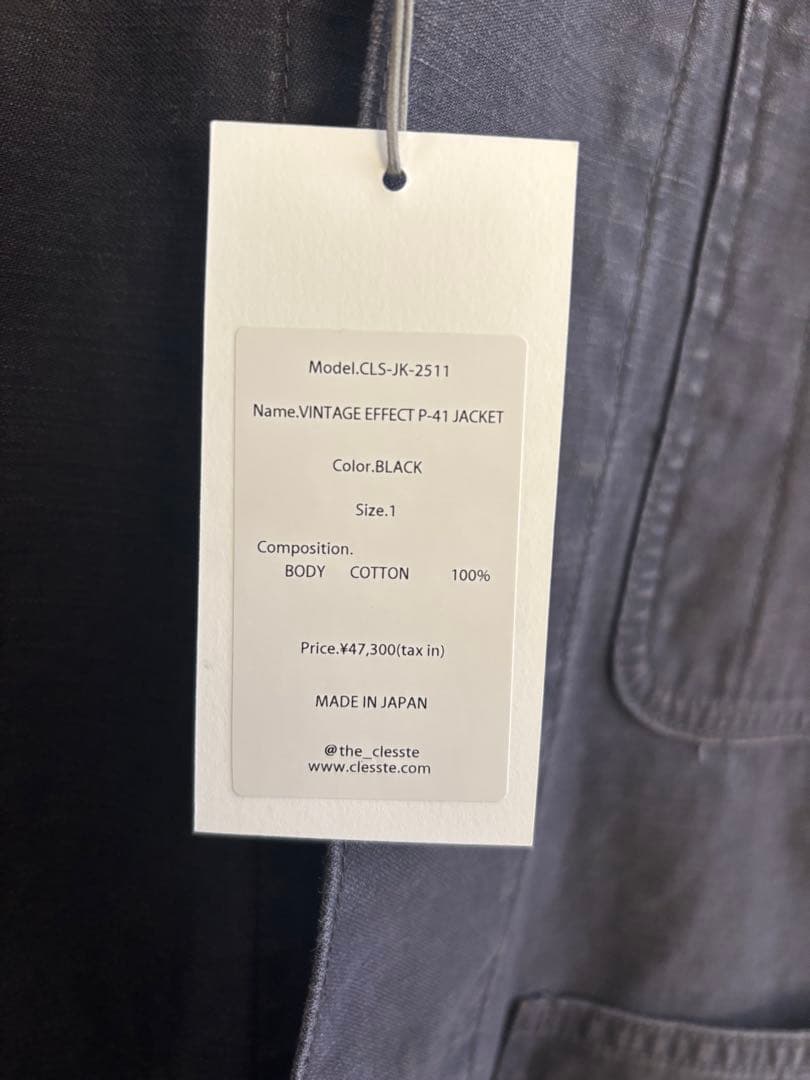 Model.CLS-JK-2511
Name.VINTAGE EFFECT P-41 JACKET
Color.BLACK
Size.1
Composition.
BODY COTTON 100%
Price.¥47,300(tax in)
MADE IN JAPAN
@the_clesste
www.clesste.com